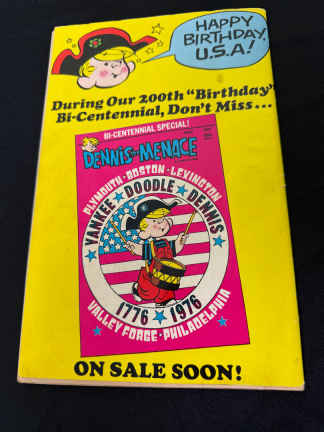 HAPPY
BIRTHDAY,
U.S.A!
During Our 200th "Birthday"
Bi-Centennial, Don't Miss...
BI-CENTENNIAL SPECIAL!
DENNIS THE MENACE
PLYMOUTH · BOSTON · LEXINGTON
YANKEE DOODLE DENNIS
1776 ★ 1976
VALLEY FORGE · PHILADELPHIA
ON SALE SOON!